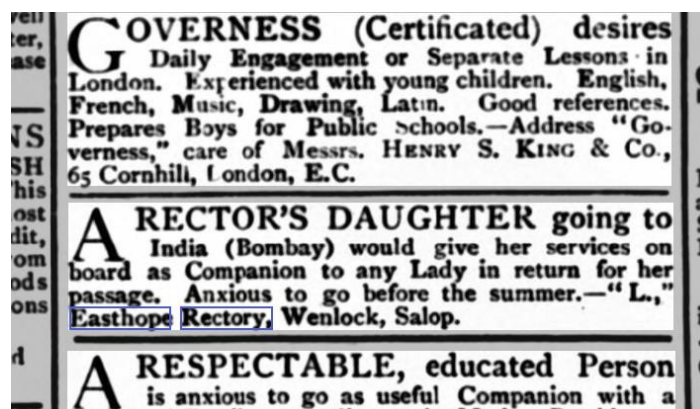 GOVERNESS (Certificated) desires
Daily Engagement or Separate Lessons in
London. Experienced with young children. English,
French, Music, Drawing, Latin. Good references.
Prepares Boys for Public Schools.—Address "Go-
verness," care of Messrs. HENRY S. KING & Co.,
65 Cornhill, London, E.C.
A RECTOR'S DAUGHTER going to
India (Bombay) would give her services on
board as Companion to any Lady in return for her
passage. Anxious to go before the summer.—"L.,"
Easthope Rectory, Wenlock, Salop.
A RESPECTABLE, educated Person
is anxious to go as useful Companion with a